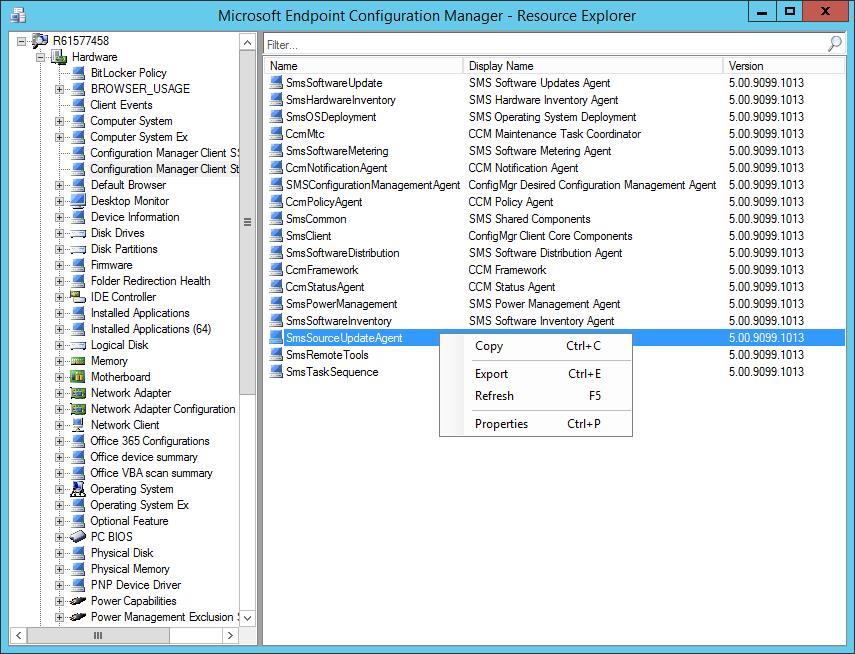 Microsoft Endpoint Configuration Manager - Resource Explorer
R61577458
Hardware
BitLocker Policy
BROWSER_USAGE
Client Events
Computer System
Computer System Ex
Configuration Manager Client SS
Configuration Manager Client St
Default Browser
Desktop Monitor
Device Information
Disk Drives
Disk Partitions
Firmware
Folder Redirection Health
IDE Controller
Installed Applications
Installed Applications (64)
Logical Disk
Memory
Motherboard
Network Adapter
Network Adapter Configuration
Network Client
Office 365 Configurations
Office device summary
Office VBA scan summary
Operating System
Operating System Ex
Optional Feature
PC BIOS
Physical Disk
Physical Memory
PNP Device Driver
Power Capabilities
Power Management Exclusion S
Filter...
Name Display Name Version
SmsSoftwareUpdate SMS Software Updates Agent 5.00.9099.1013
SmsHardwareInventory SMS Hardware Inventory Agent 5.00.9099.1013
SmsOSDeployment SMS Operating System Deployment 5.00.9099.1013
CcmMtc CCM Maintenance Task Coordinator 5.00.9099.1013
SmsSoftwareMetering SMS Software Metering Agent 5.00.9099.1013
CcmNotificationAgent CCM Notification Agent 5.00.9099.1013
SMSConfigurationManagementAgent ConfigMgr Desired Configuration Management Agent 5.00.9099.1013
CcmPolicyAgent CCM Policy Agent 5.00.9099.1013
SmsCommon SMS Shared Components 5.00.9099.1013
SmsClient ConfigMgr Client Core Components 5.00.9099.1013
SmsSoftwareDistribution SMS Software Distribution Agent 5.00.9099.1013
CcmFramework CCM Framework 5.00.9099.1013
CcmStatusAgent CCM Status Agent 5.00.9099.1013
SmsPowerManagement SMS Power Management Agent 5.00.9099.1013
SmsSoftwareInventory SMS Software Inventory Agent 5.00.9099.1013
SmsSourceUpdateAgent 5.00.9099.1013
SmsRemoteTools 5.00.9099.1013
SmsTaskSequence 5.00.9099.1013
Copy Ctrl+C
Export Ctrl+E
Refresh F5
Properties Ctrl+P